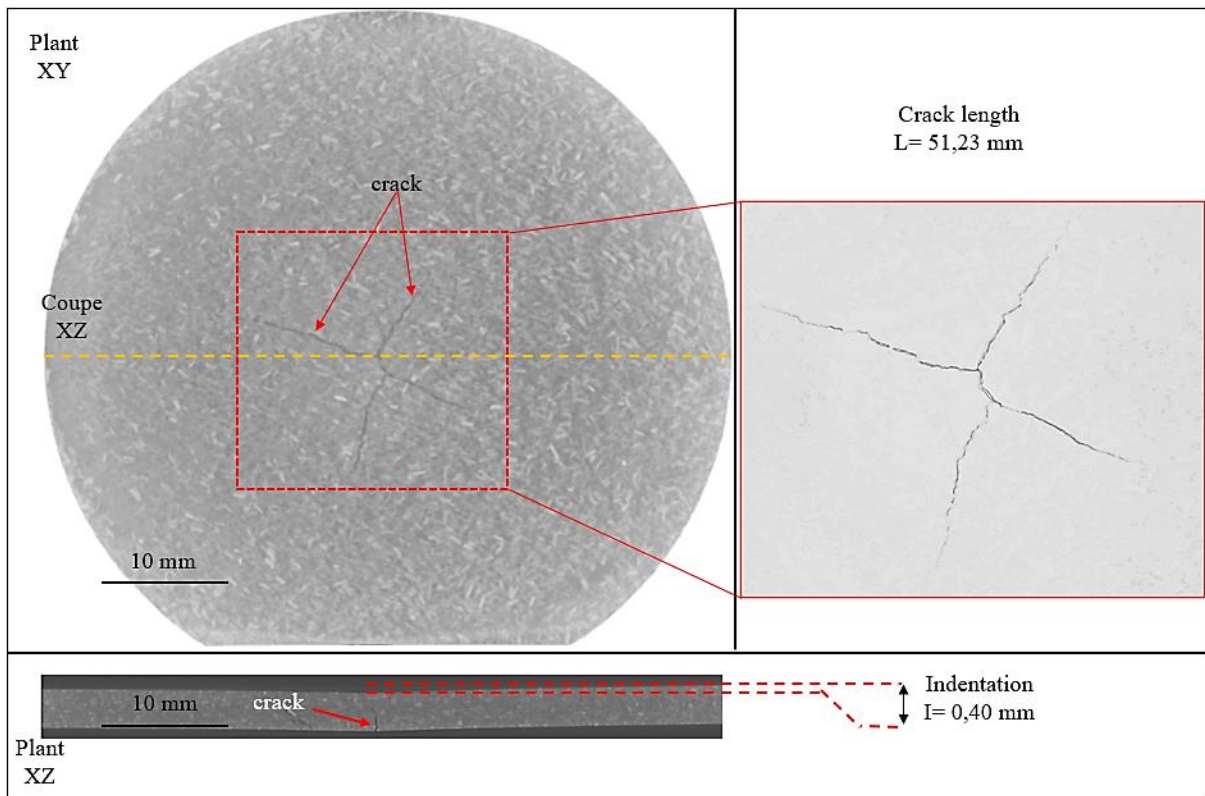 Plant
XY
crack
Coupe
XZ
10 mm
Crack length
L= 51,23 mm
10 mm
crack
Plant
XZ
Indentation
I= 0,40 mm